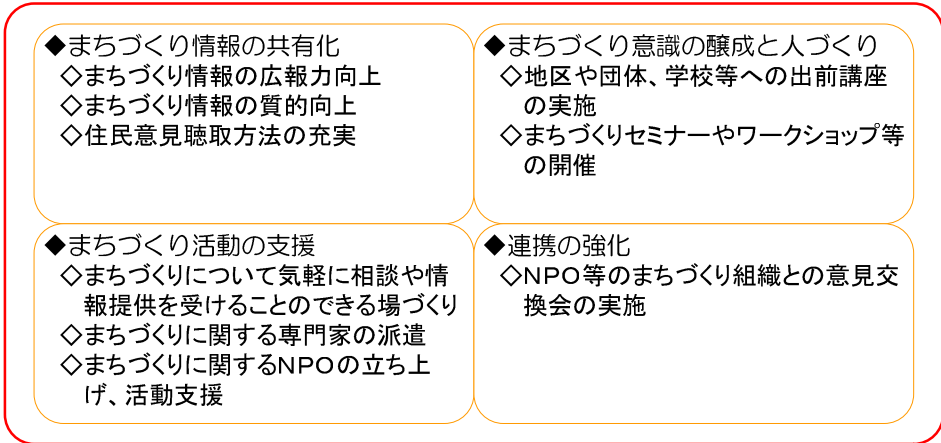 ◆まちづくり情報の共有化
◇まちづくり情報の広報力向上
◇まちづくり情報の質的向上
◇住民意見聴取方法の充実
◆まちづくり意識の醸成と人づくり
◇地区や団体、学校等への出前講座
の実施
◇まちづくりセミナーやワークショップ等
の開催
◆まちづくり活動の支援
◇まちづくりについて気軽に相談や情
報提供を受けることのできる場づくり
◇まちづくりに関する専門家の派遣
◇まちづくりに関するNPOの立ち上
げ、活動支援
◆連携の強化
◇NPO等のまちづくり組織との意見交
換会の実施